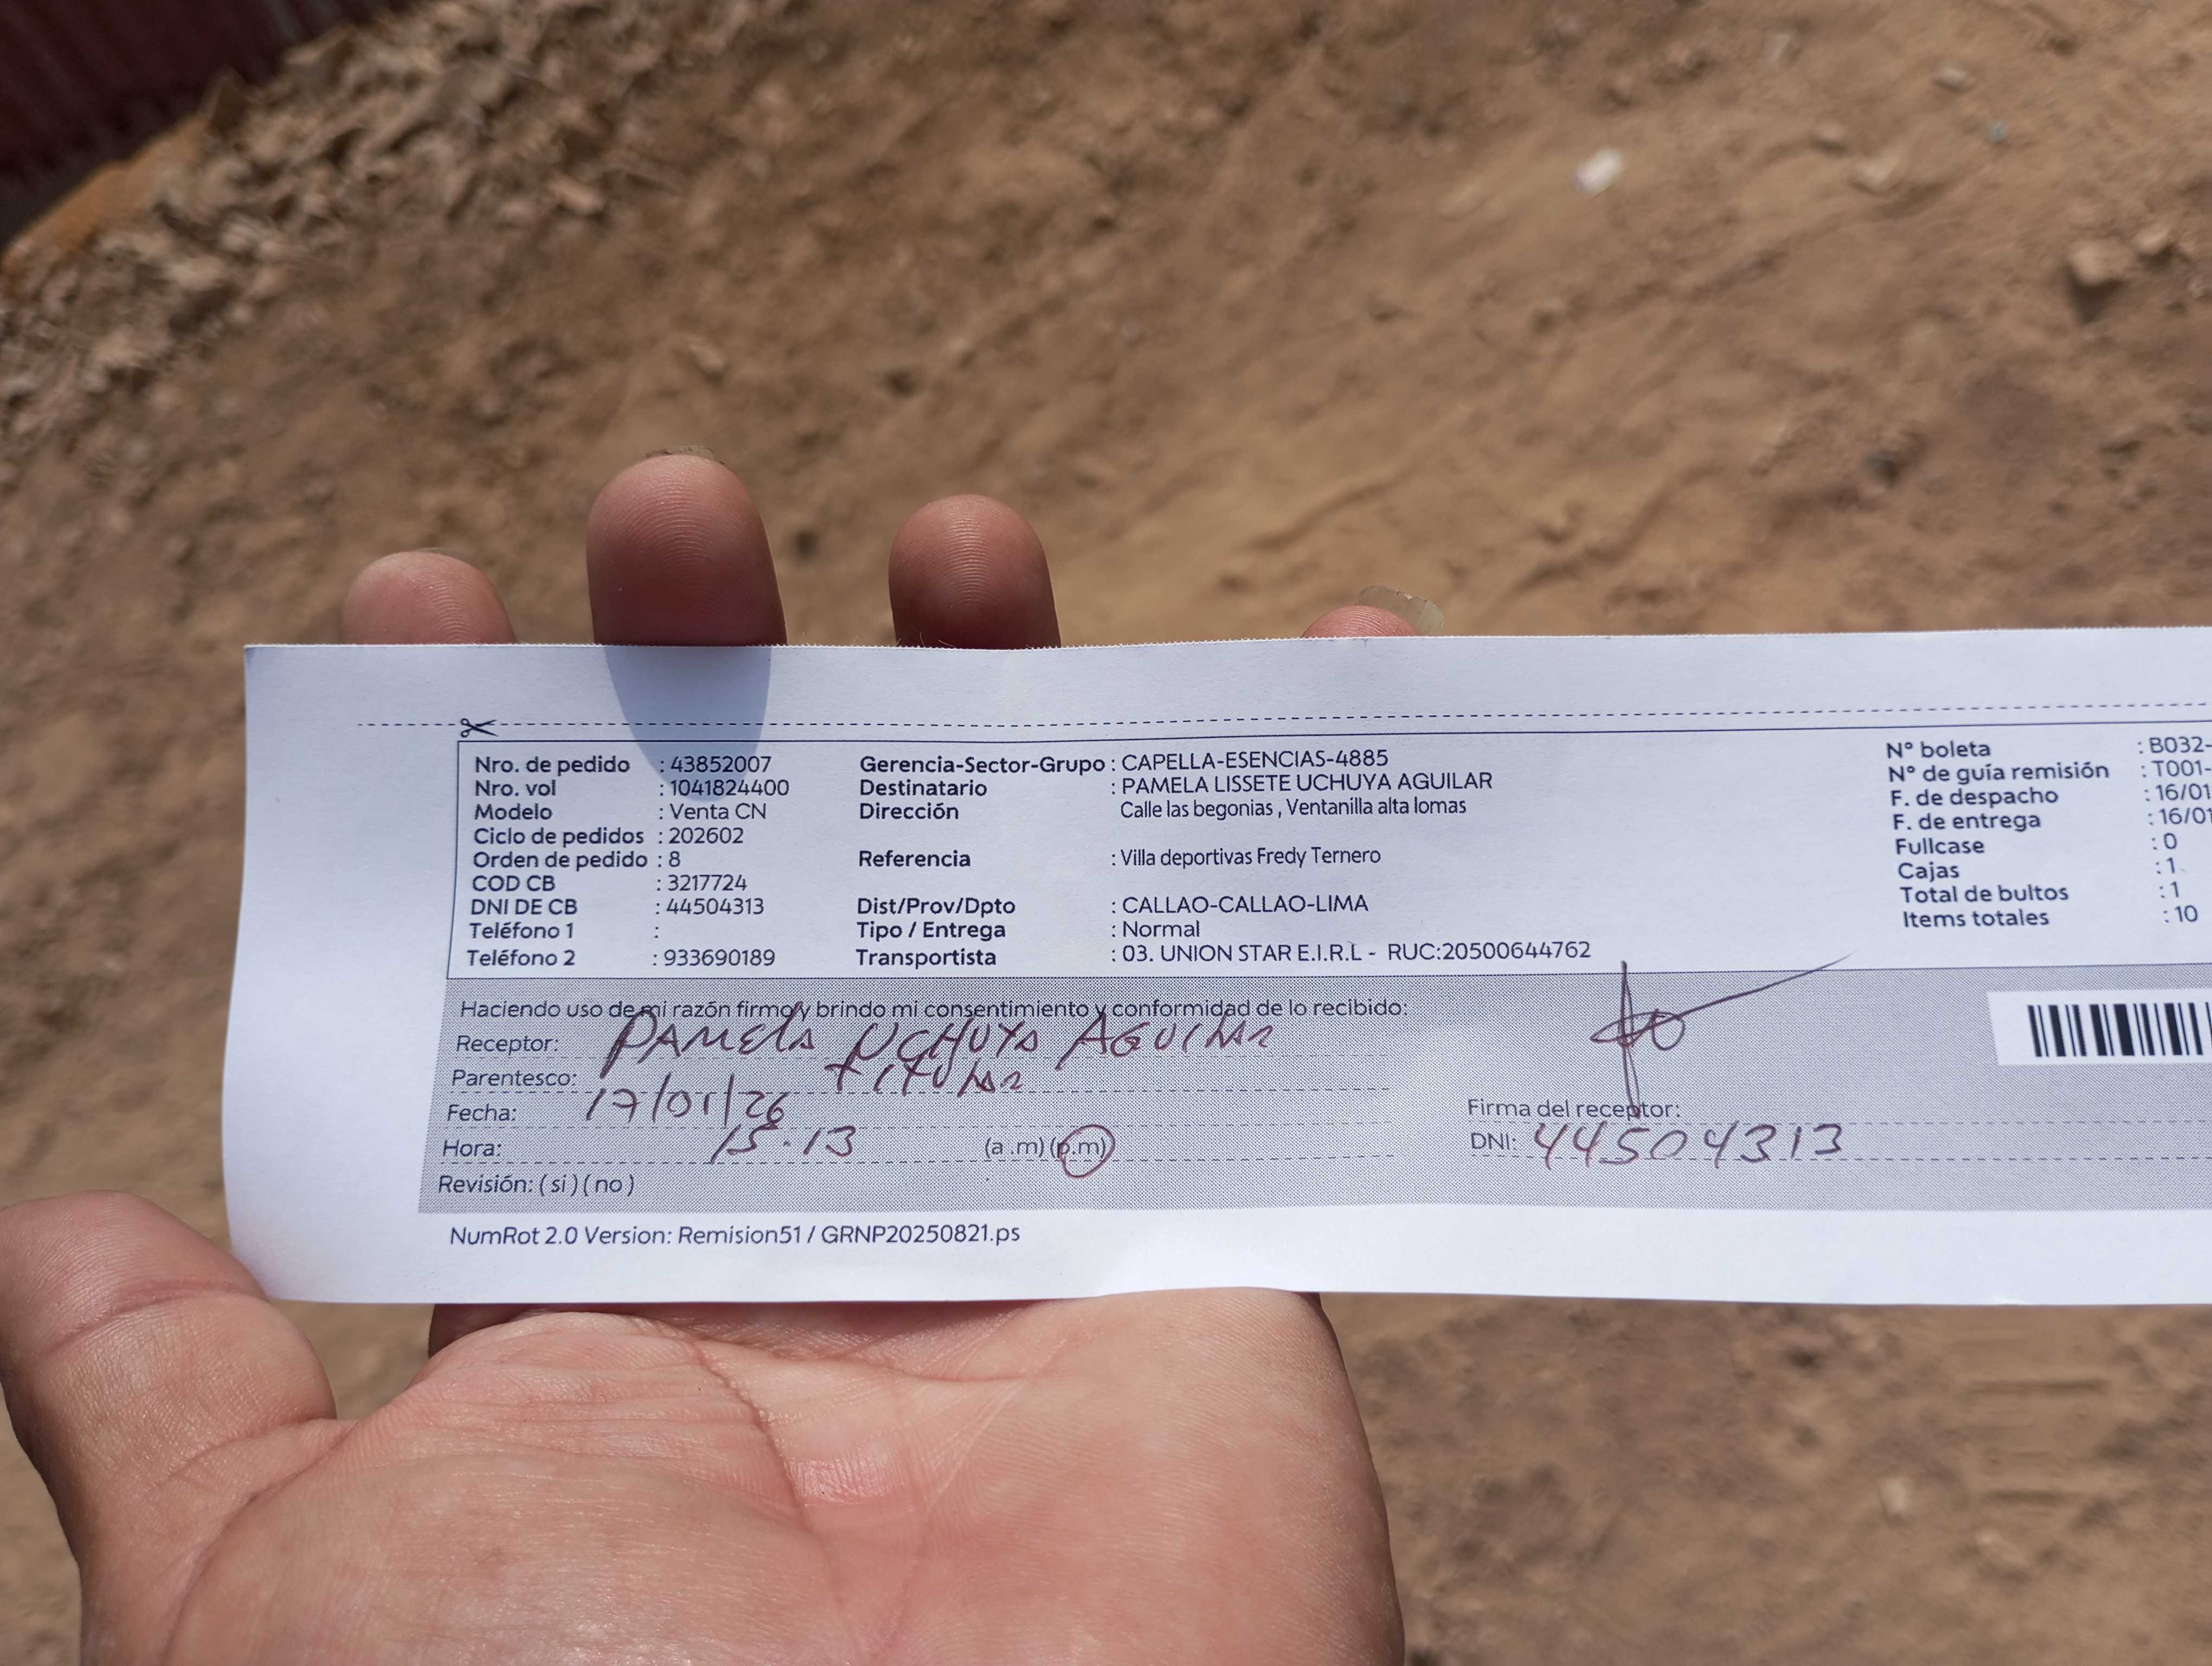 Nro. de pedido : 43852007
Nro. vol : 1041824400
Modelo : Venta CN
Ciclo de pedidos : 202602
Orden de pedido : 8
COD CB : 3217724
DNI DE CB : 44504313
Teléfono 1 :
Teléfono 2 : 933690189
Gerencia-Sector-Grupo : CAPELLA-ESENCIAS-4885
Destinatario : PAMELA LISSETE UCHUYA AGUILAR
Dirección Calle las begonias , Ventanilla alta lomas
Referencia : Villa deportivas Fredy Ternero
Dist/Prov/Dpto : CALLAO-CALLAO-LIMA
Tipo / Entrega : Normal
Transportista : 03. UNION STAR E.I.R.L - RUC:20500644762
N° boleta : B032-
N° de guía remisión : T001-
F. de despacho : 16/01
F. de entrega : 16/01
Fullcase : 0
Cajas : 1
Total de bultos : 1
Items totales : 10
Haciendo uso de mi razón firmo y brindo mi consentimiento y conformidad de lo recibido:
Receptor: PAMELA UCHUYA AGUILAR
Parentesco: TITULAR
Fecha: 17/01/26
Hora: 15.13 (a .m) (p.m)
Revisión: ( si ) ( no )
Firma del receptor:
DNI: 44504313
NumRot 2.0 Version: Remision51 / GRNP20250821.ps